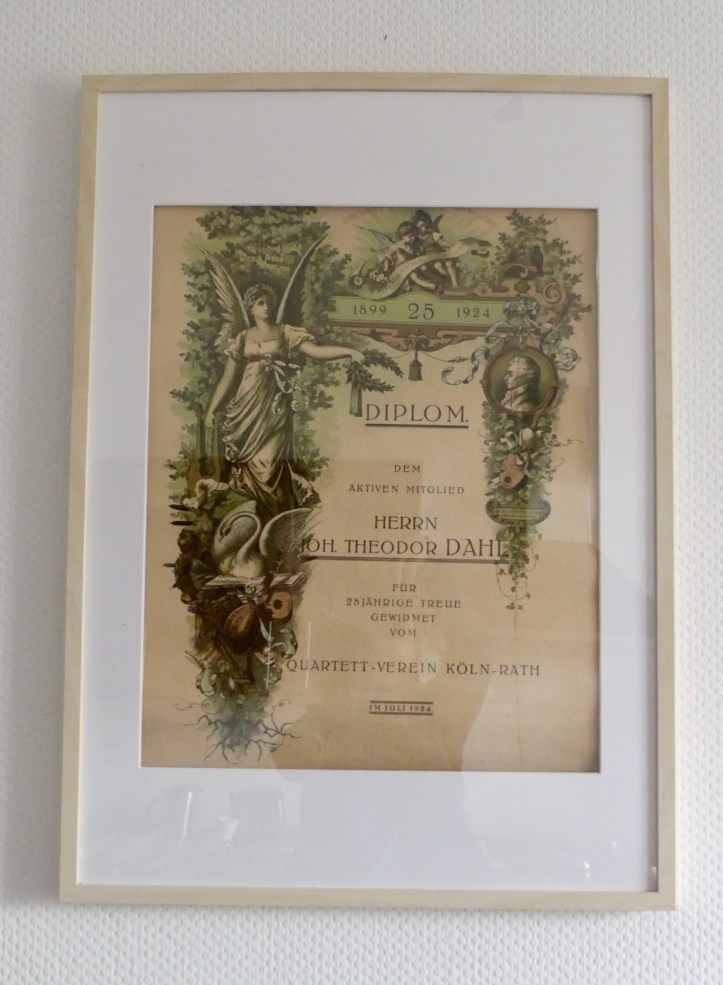 1899 25 1924
DIPLOM.
DEM
AKTIVEN MITGLIED
HERRN
JOH. THEODOR DAHL
FÜR
25JÄHRIGE TREUE
GEWIDMET
VOM
QUARTETT-VEREIN KÖLN-RATH
IM JULI 1924.